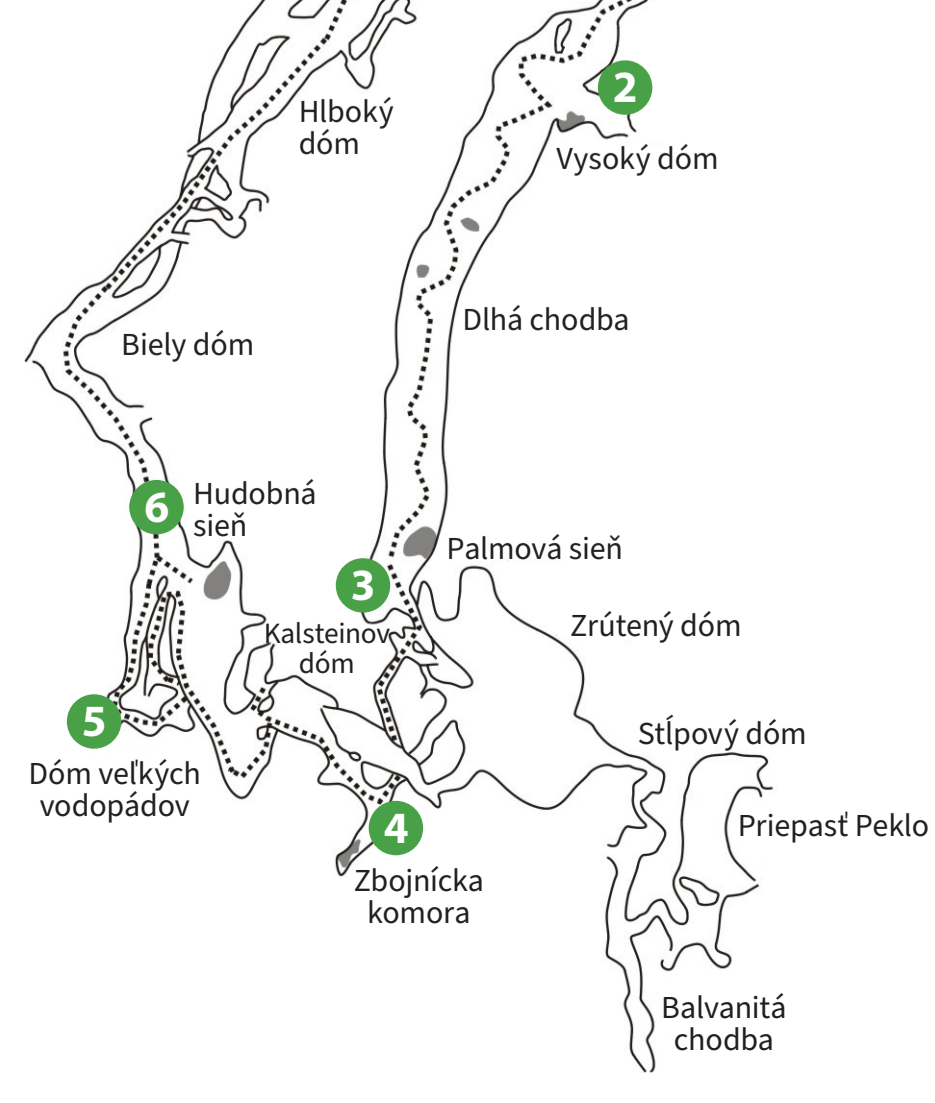 2
Hlboký
dóm
Vysoký dóm
Dlhá chodba
Biely dóm
6
Hudobná
sieň
3
Palmová sieň
Kalsteinov
dóm
Zrútený dóm
5
Dóm veľkých
vodopádov
Stĺpový dóm
4
Priepasť Peklo
Zbojnícka
komora
Balvanitá
chodba